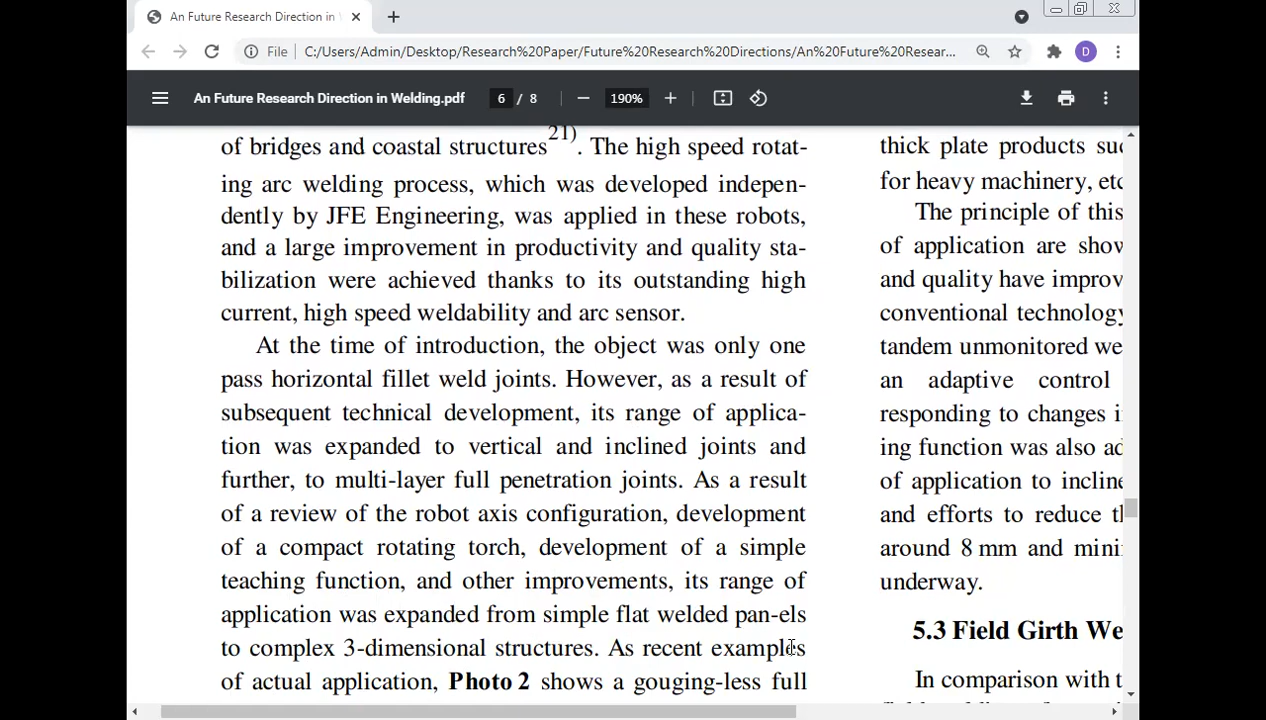 An Future Research Direction in
File
C:/Users/Admin/Desktop/Research%20Paper/Future%20Research%20Directions/An%20Future%20Resear...
D
An Future Research Direction in Welding.pdf
6 / 8
190%
of bridges and coastal structures21). The high speed rotat-
ing arc welding process, which was developed indepen-
dently by JFE Engineering, was applied in these robots,
and a large improvement in productivity and quality sta-
bilization were achieved thanks to its outstanding high
current, high speed weldability and arc sensor.
At the time of introduction, the object was only one
pass horizontal fillet weld joints. However, as a result of
subsequent technical development, its range of applica-
tion was expanded to vertical and inclined joints and
further, to multi-layer full penetration joints. As a result
of a review of the robot axis configuration, development
of a compact rotating torch, development of a simple
teaching function, and other improvements, its range of
application was expanded from simple flat welded pan-els
to complex 3-dimensional structures. As recent examples
of actual application, Photo 2 shows a gouging-less full
thick plate products suc
for heavy machinery, etc
The principle of this
of application are show
and quality have improv
conventional technology
tandem unmonitored we
an adaptive control
responding to changes i
ing function was also ad
of application to incline
and efforts to reduce t
around 8 mm and mini
underway.
5.3 Field Girth We
In comparison with t